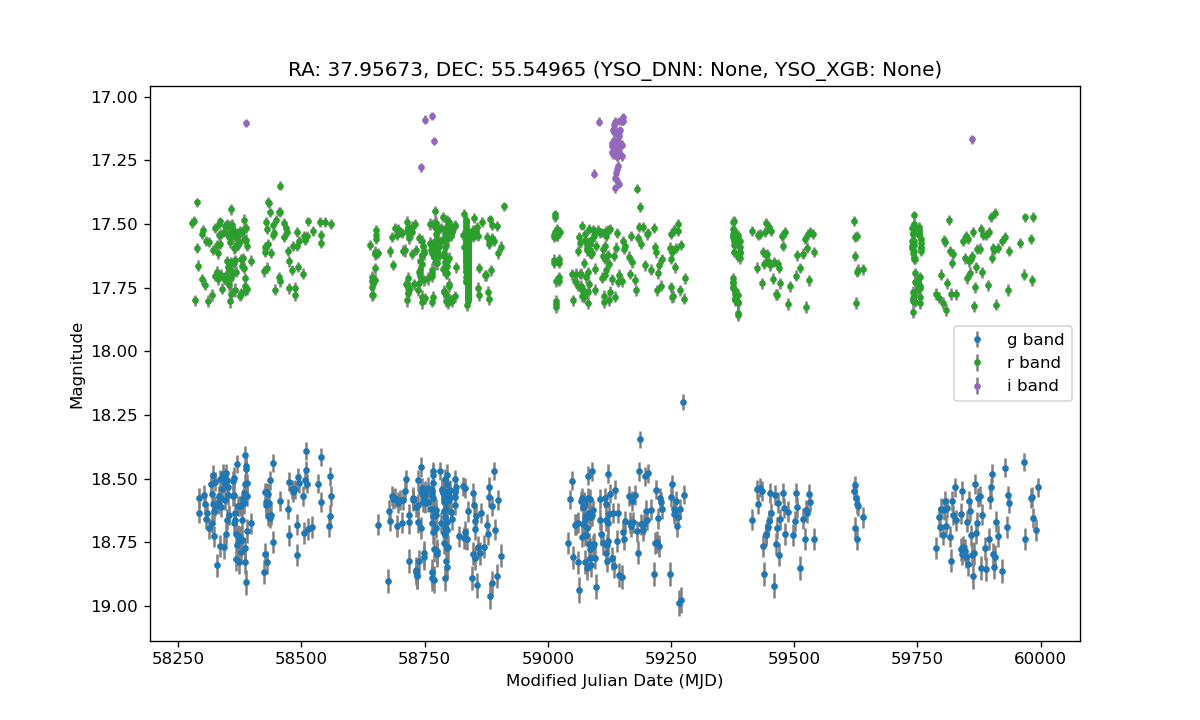 RA: 37.95673, DEC: 55.54965 (YSO_DNN: None, YSO_XGB: None)
17.00
17.25
17.50
17.75
18.00
18.25
18.50
18.75
19.00
Magnitude
g band
r band
i band
58250 58500 58750 59000 59250 59500 59750 60000
Modified Julian Date (MJD)